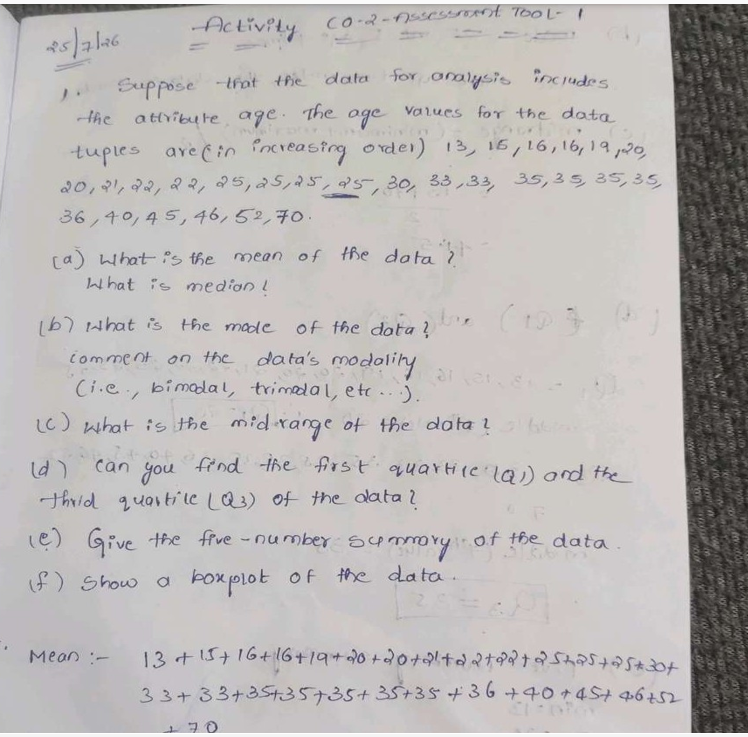 Activity CO-2-Assessment TOOL-1
25/7/26
1. Suppose that the data for analysis includes
the attribute age. The age values for the data
tuples are (in increasing order) 13, 15, 16, 16, 19, 20,
20, 21, 22, 22, 25, 25, 25, 25, 30, 33, 33, 35, 35, 35, 35,
36, 40, 45, 46, 52, 70.
(a) What is the mean of the data?
What is median!
(b) What is the mode of the data?
comment on the data's modality
(i.e., bimodal, trimodal, etc...).
(c) What is the mid range of the data?
(d) can you find the first quartile (Q1) and the
thrid quartile (Q3) of the data?
(e) Give the five-number summary of the data.
(f) show a boxplot of the data.
Mean :- 13+15+16+16+19+20+20+21+22+22+25+25+25+30+
33+33+35+35+35+35+35+36+40+45+46+52
+70